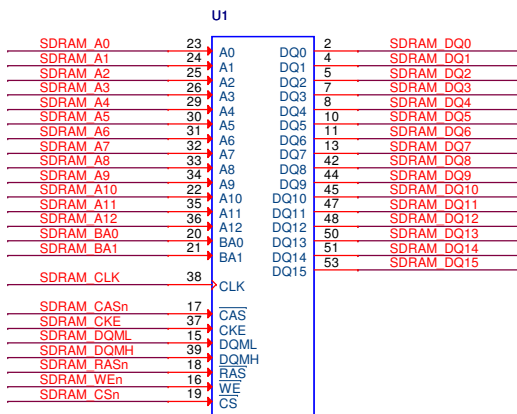 U1
SDRAM_A0 23 A0 DQ0 2 SDRAM_DQ0
SDRAM_A1 24 A1 DQ1 4 SDRAM_DQ1
SDRAM_A2 25 A2 DQ2 5 SDRAM_DQ2
SDRAM_A3 26 A3 DQ3 7 SDRAM_DQ3
SDRAM_A4 29 A4 DQ4 8 SDRAM_DQ4
SDRAM_A5 30 A5 DQ5 10 SDRAM_DQ5
SDRAM_A6 31 A6 DQ6 11 SDRAM_DQ6
SDRAM_A7 32 A7 DQ7 13 SDRAM_DQ7
SDRAM_A8 33 A8 DQ8 42 SDRAM_DQ8
SDRAM_A9 34 A9 DQ9 44 SDRAM_DQ9
SDRAM_A10 22 A10 DQ10 45 SDRAM_DQ10
SDRAM_A11 35 A11 DQ11 47 SDRAM_DQ11
SDRAM_A12 36 A12 DQ12 48 SDRAM_DQ12
SDRAM_BA0 20 BA0 DQ13 50 SDRAM_DQ13
SDRAM_BA1 21 BA1 DQ14 51 SDRAM_DQ14
DQ15 53 SDRAM_DQ15
SDRAM_CLK 38 CLK
SDRAM_CASn 17 CAS
SDRAM_CKE 37 CKE
SDRAM_DQML 15 DQML
SDRAM_DQMH 39 DQMH
SDRAM_RASn 18 RAS
SDRAM_WEn 16 WE
SDRAM_CSn 19 CS